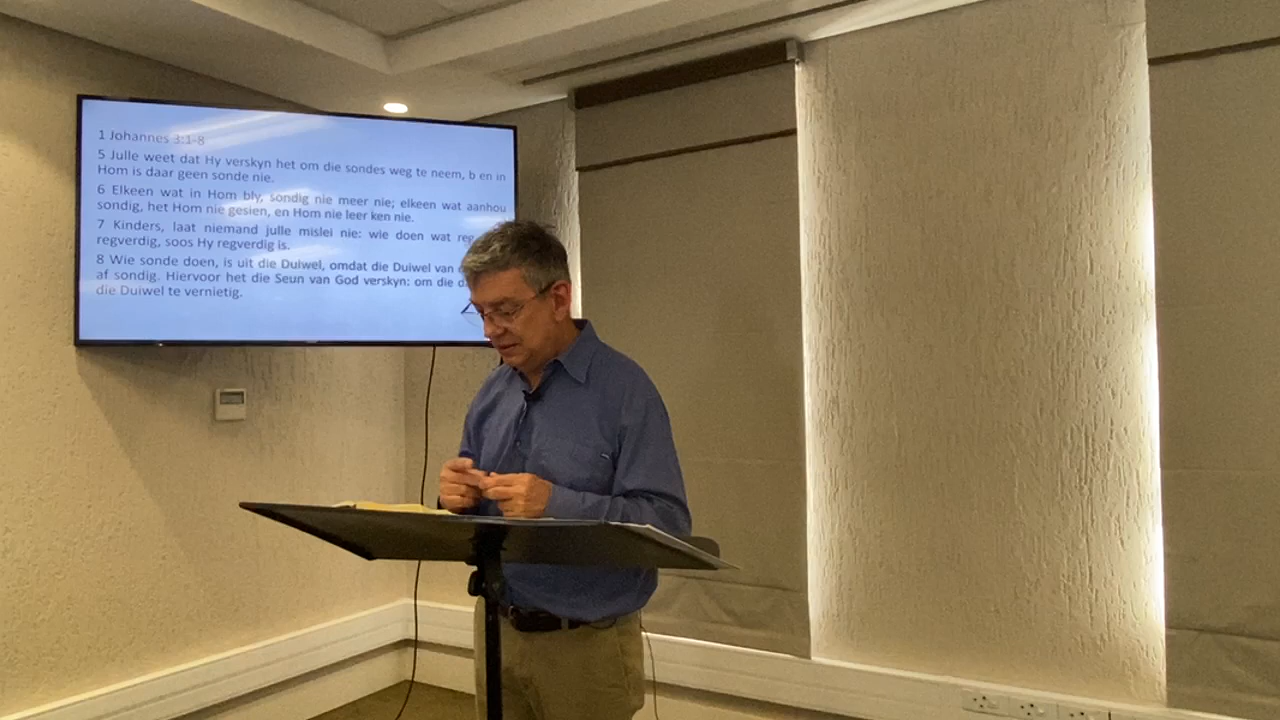 1 Johannes 3:1-8
5 Julle weet dat Hy verskyn het om die sondes weg te neem, b en in
Hom is daar geen sonde nie.
6 Elkeen wat in Hom bly, sondig nie meer nie; elkeen wat aanhou
sondig, het Hom nie gesien, en Hom nie leer ken nie.
7 Kinders, laat niemand julle mislei nie: wie doen wat reg
regverdig, soos Hy regverdig is.
8 Wie sonde doen, is uit die Duiwel, omdat die Duiwel van
af sondig. Hiervoor het die Seun van God verskyn: om die
die Duiwel te vernietig.